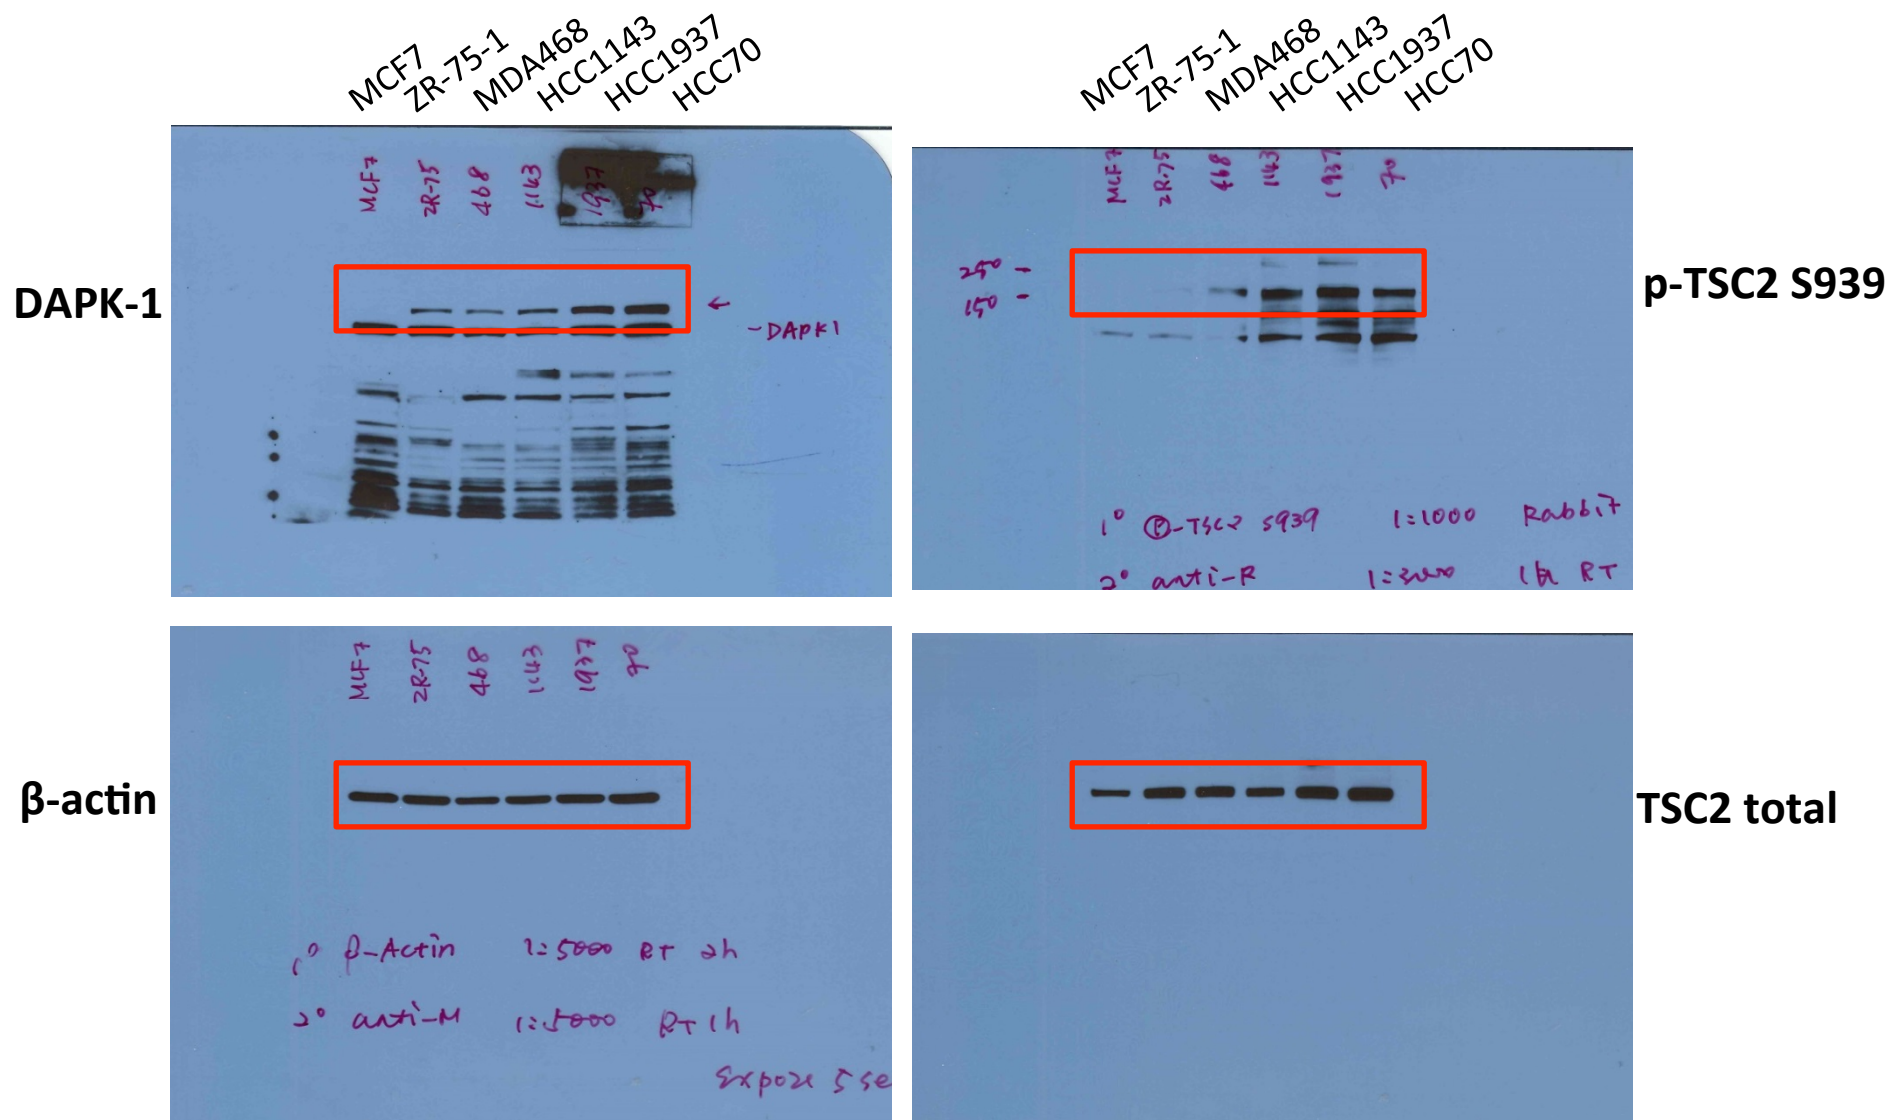 MCF7 ZR-75-1 MDA468 HCC1143 HCC1937 HCC70
MCF7 ZR-75-1 MDA468 HCC1143 HCC1937 HCC70
DAPK-1
MCF7 ZR-75 468 1143 1937 70
-DAPK1
MCF7 ZR-75 468 1143 1937 70
250 -
150 -
1° Ⓟ-TSC2 S939 1:1000 Rabbit
2° anti-R 1:3000 1h RT
p-TSC2 S939
β-actin
MCF7 ZR-75 468 1143 1937 70
1° β-Actin 1:5000 RT 2h
2° anti-M 1:5000 RT 1h
Expose 5 se
TSC2 total